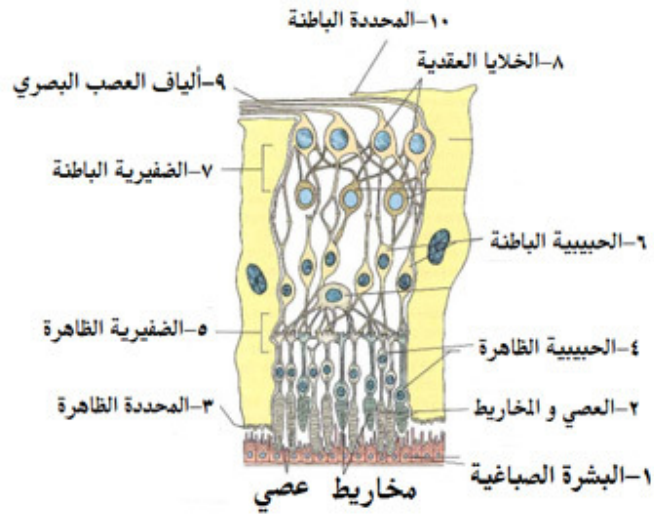 ١٠-المحددة الباطنة
٨-الخلايا العقدية
٩-ألياف العصب البصري
٧-الضفيرية الباطنة
٦-الحبيبية الباطنة
٥-الضفيرية الظاهرة
٤-الحبيبية الظاهرة
٣-المحددة الظاهرة
٢-العصي و المخاريط
١-البشرة الصباغية
مخاريط
عصي